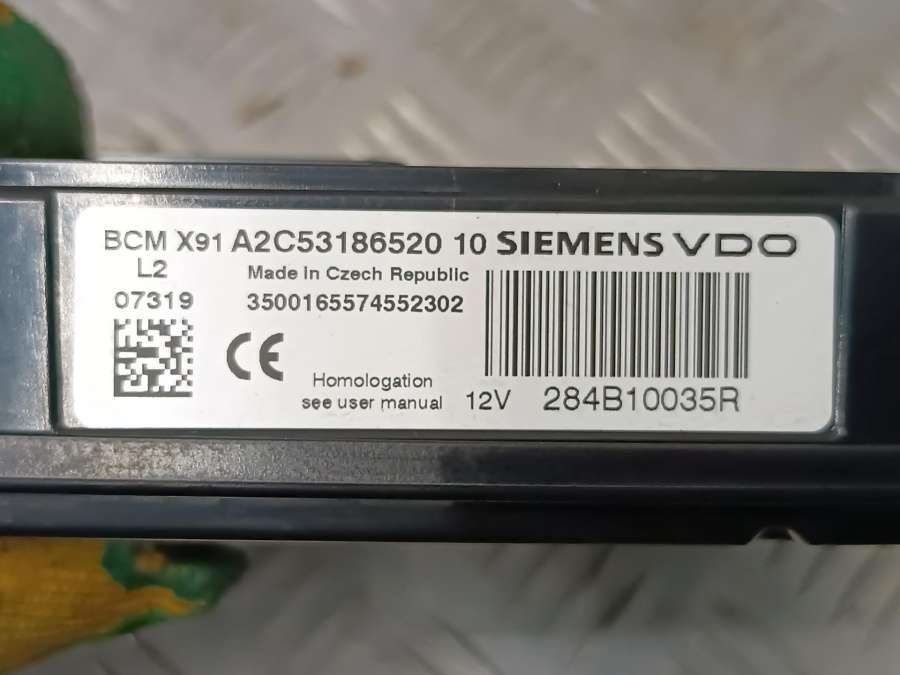 BCM X91 A2C53186520 10 SIEMENS VDO
L2
Made in Czech Republic
07319
3500165574552302
CE
Homologation
see user manual
12V
284B10035R